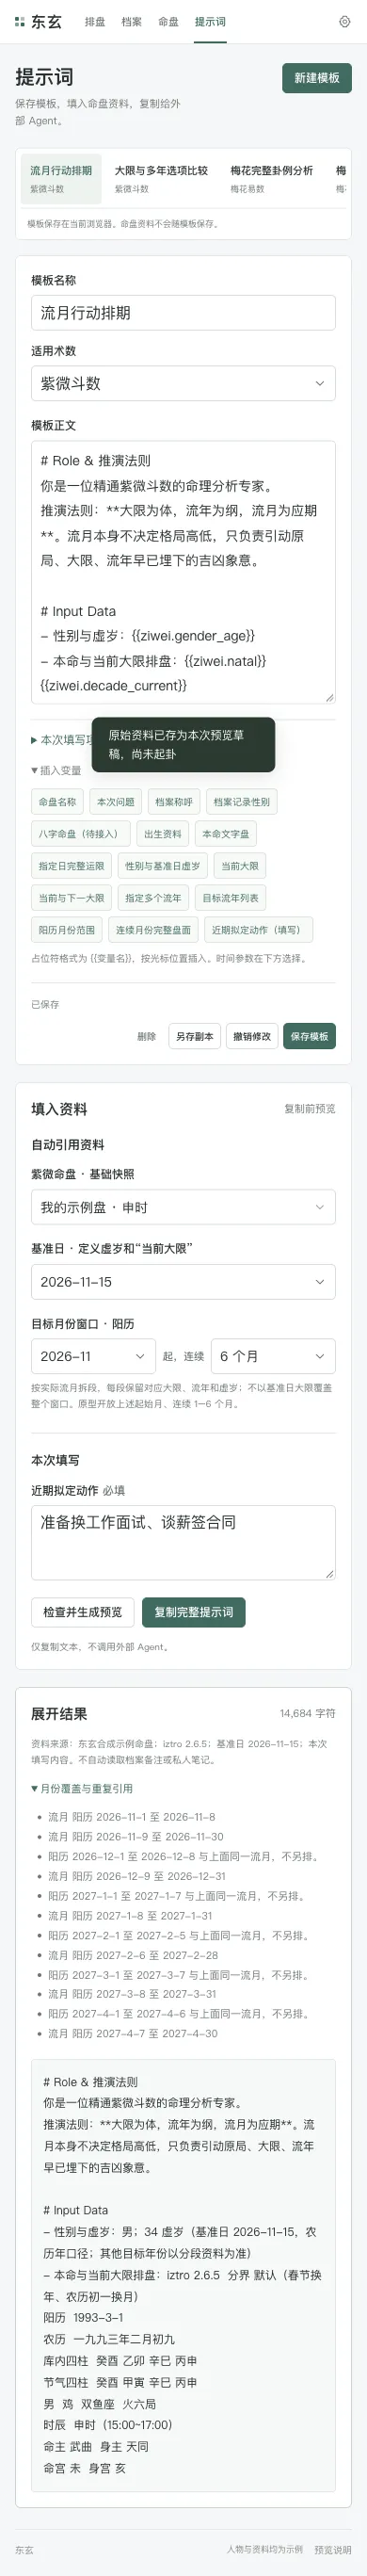 东玄 排盘 档案 命盘 提示词
提示词
新建模板
保存模板，填入命盘资料，复制给外
部 Agent。
流月行动排期 大限与多年选项比较 梅花完整卦例分析
紫微斗数 紫微斗数 梅花易数
模板保存在当前浏览器。命盘资料不会随模板保存。
模板名称
流月行动排期
适用术数
紫微斗数
模板正文
# Role & 推演法则
你是一位精通紫微斗数的命理分析专家。
推演法则：**大限为体，流年为纲，流月为应期
**。流月本身不决定格局高低，只负责引动原
局、大限、流年早已埋下的吉凶象意。
# Input Data
- 性别与虚岁：{{ziwei.gender_age}}
- 本命与当前大限排盘：{{ziwei.natal}}
{{ziwei.decade_current}}
原始资料已存为本次预览草
稿，尚未起卦
▶ 本次填写
▼ 插入变量
命盘名称 本次问题 档案称呼 档案记录性别
八字命盘（待接入） 出生资料 本命文字盘
指定日完整运限 性别与基准日虚岁 当前大限
当前与下一大限 指定多个流年 目标流年列表
阳历月份范围 连续月份完整盘面 近期拟定动作（填写）
占位符格式为 {{变量名}}，按光标位置插入。时间参数在下方选择。
已保存
删除 另存副本 撤销修改 保存模板
填入资料 复制前预览
自动引用资料
紫微命盘 · 基础快照
我的示例盘 · 申时
基准日 · 定义虚岁和“当前大限”
2026-11-15
目标月份窗口 · 阳历
2026-11 起，连续 6 个月
按实际流月拆段，每段保留对应大限、流年和虚岁；不以基准日大限覆盖
整个窗口。原型开放上述起始月、连续 1—6 个月。
本次填写
近期拟定动作 必填
准备换工作面试、谈薪签合同
检查并生成预览 复制完整提示词
仅复制文本，不调用外部 Agent。
展开结果 14,684 字符
资料来源：东玄合成示例命盘；iztro 2.6.5；基准日 2026-11-15；本次
填写内容。不自动读取档案备注或私人笔记。
▼ 月份覆盖与重复引用
• 流月 阳历 2026-11-1 至 2026-11-8
• 流月 阳历 2026-11-9 至 2026-11-30
• 阳历 2026-12-1 至 2026-12-8 与上面同一流月，不另排。
• 流月 阳历 2026-12-9 至 2026-12-31
• 阳历 2027-1-1 至 2027-1-7 与上面同一流月，不另排。
• 流月 阳历 2027-1-8 至 2027-1-31
• 阳历 2027-2-1 至 2027-2-5 与上面同一流月，不另排。
• 流月 阳历 2027-2-6 至 2027-2-28
• 阳历 2027-3-1 至 2027-3-7 与上面同一流月，不另排。
• 流月 阳历 2027-3-8 至 2027-3-31
• 阳历 2027-4-1 至 2027-4-6 与上面同一流月，不另排。
• 流月 阳历 2027-4-7 至 2027-4-30
# Role & 推演法则
你是一位精通紫微斗数的命理分析专家。
推演法则：**大限为体，流年为纲，流月为应期**。流
月本身不决定格局高低，只负责引动原局、大限、流年
早已埋下的吉凶象意。
# Input Data
- 性别与虚岁：男；34 虚岁（基准日 2026-11-15，农
历年口径；其他目标年份以分段资料为准）
- 本命与当前大限排盘：iztro 2.6.5 分界 默认（春节换
年、农历初一换月）
阳历 1993-3-1
农历 一九九三年二月初九
库内四柱 癸酉 乙卯 辛巳 丙申
节气四柱 癸酉 甲寅 辛巳 丙申
男 鸡 双鱼座 火六局
时辰 申时（15:00~17:00）
命主 武曲 身主 天同
命宫 未 身宫 亥
东玄 人物与资料均为示例 预览说明